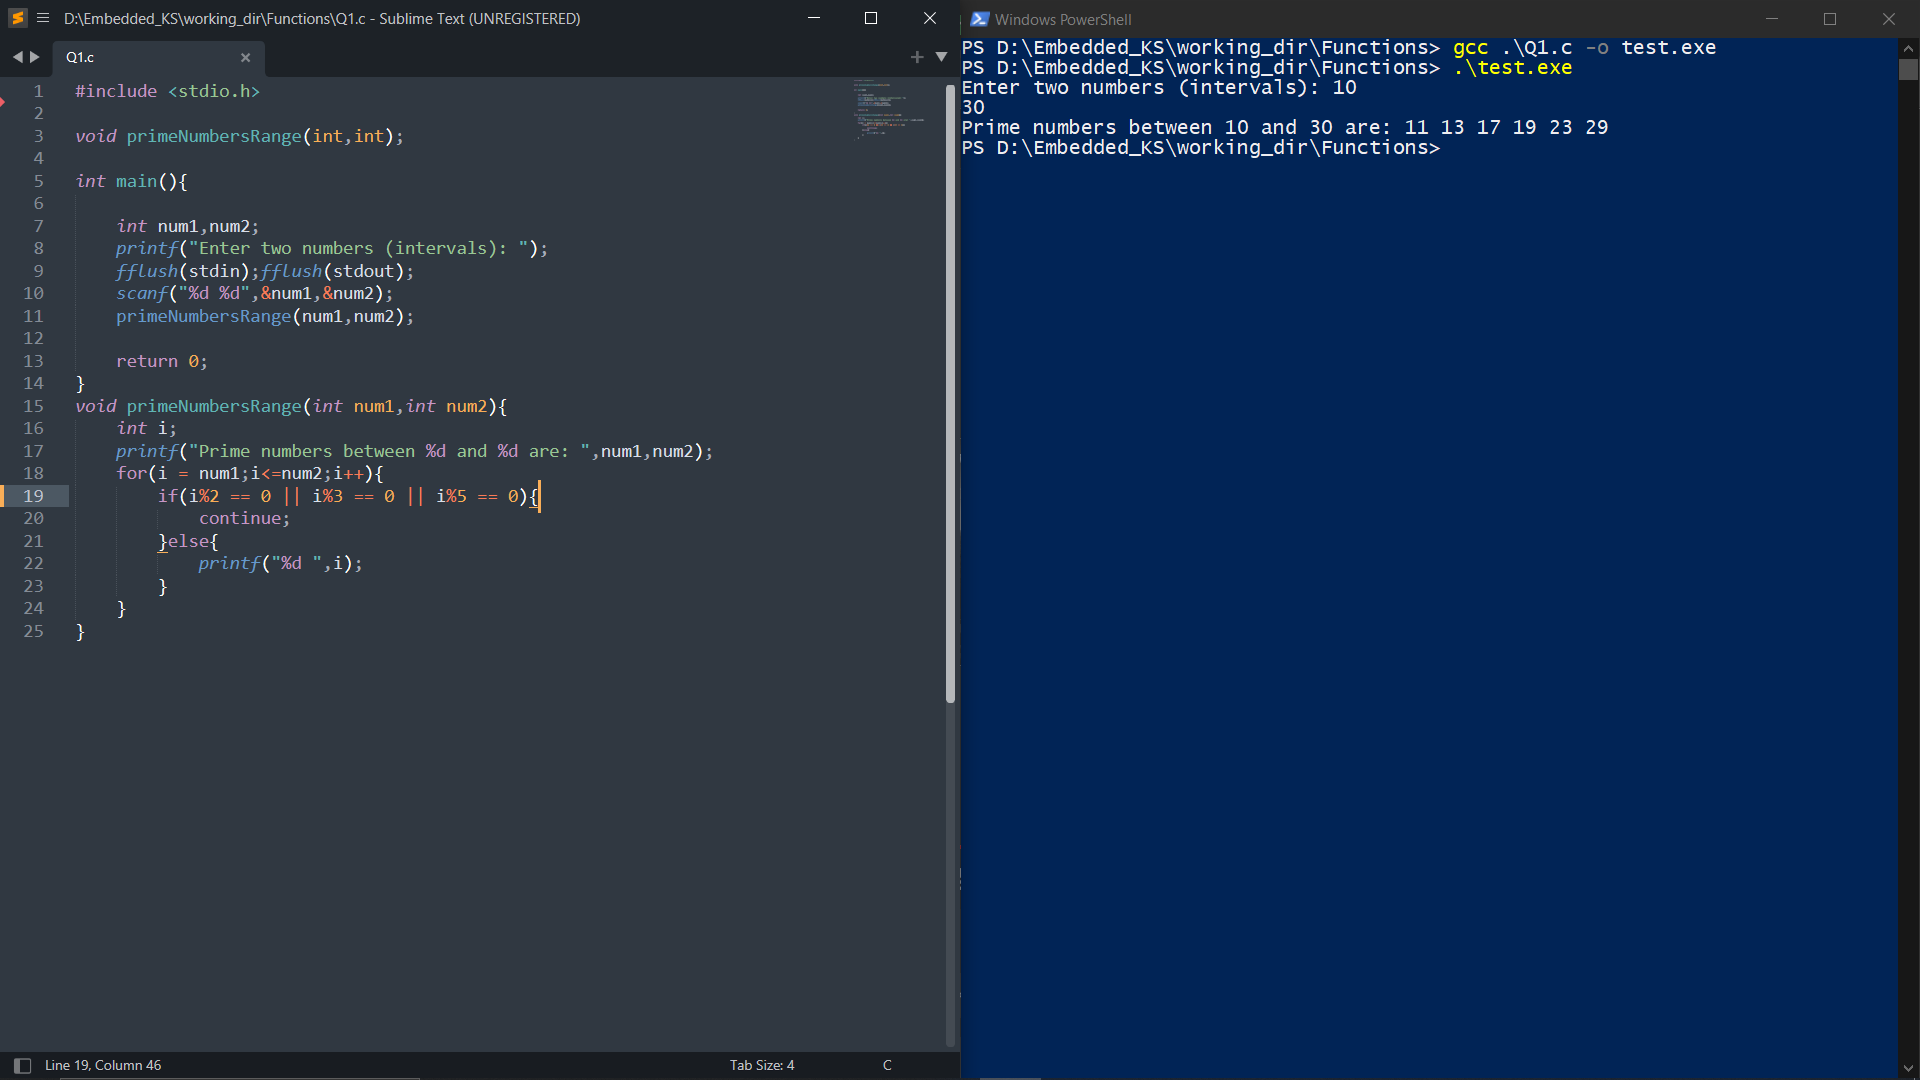 D:\Embedded_KS\working_dir\Functions\Q1.c - Sublime Text (UNREGISTERED)
Q1.c
1 #include <stdio.h>
2
3 void primeNumbersRange(int,int);
4
5 int main(){
6
7     int num1,num2;
8     printf("Enter two numbers (intervals): ");
9     fflush(stdin);fflush(stdout);
10     scanf("%d %d",&num1,&num2);
11     primeNumbersRange(num1,num2);
12
13     return 0;
14 }
15 void primeNumbersRange(int num1,int num2){
16     int i;
17     printf("Prime numbers between %d and %d are: ",num1,num2);
18     for(i = num1;i<=num2;i++){
19         if(i%2 == 0 || i%3 == 0 || i%5 == 0){
20             continue;
21         }else{
22             printf("%d ",i);
23         }
24     }
25 }
Line 19, Column 46
Tab Size: 4
C
Windows PowerShell
PS D:\Embedded_KS\working_dir\Functions> gcc .\Q1.c -o test.exe
PS D:\Embedded_KS\working_dir\Functions> .\test.exe
Enter two numbers (intervals): 10
30
Prime numbers between 10 and 30 are: 11 13 17 19 23 29
PS D:\Embedded_KS\working_dir\Functions>